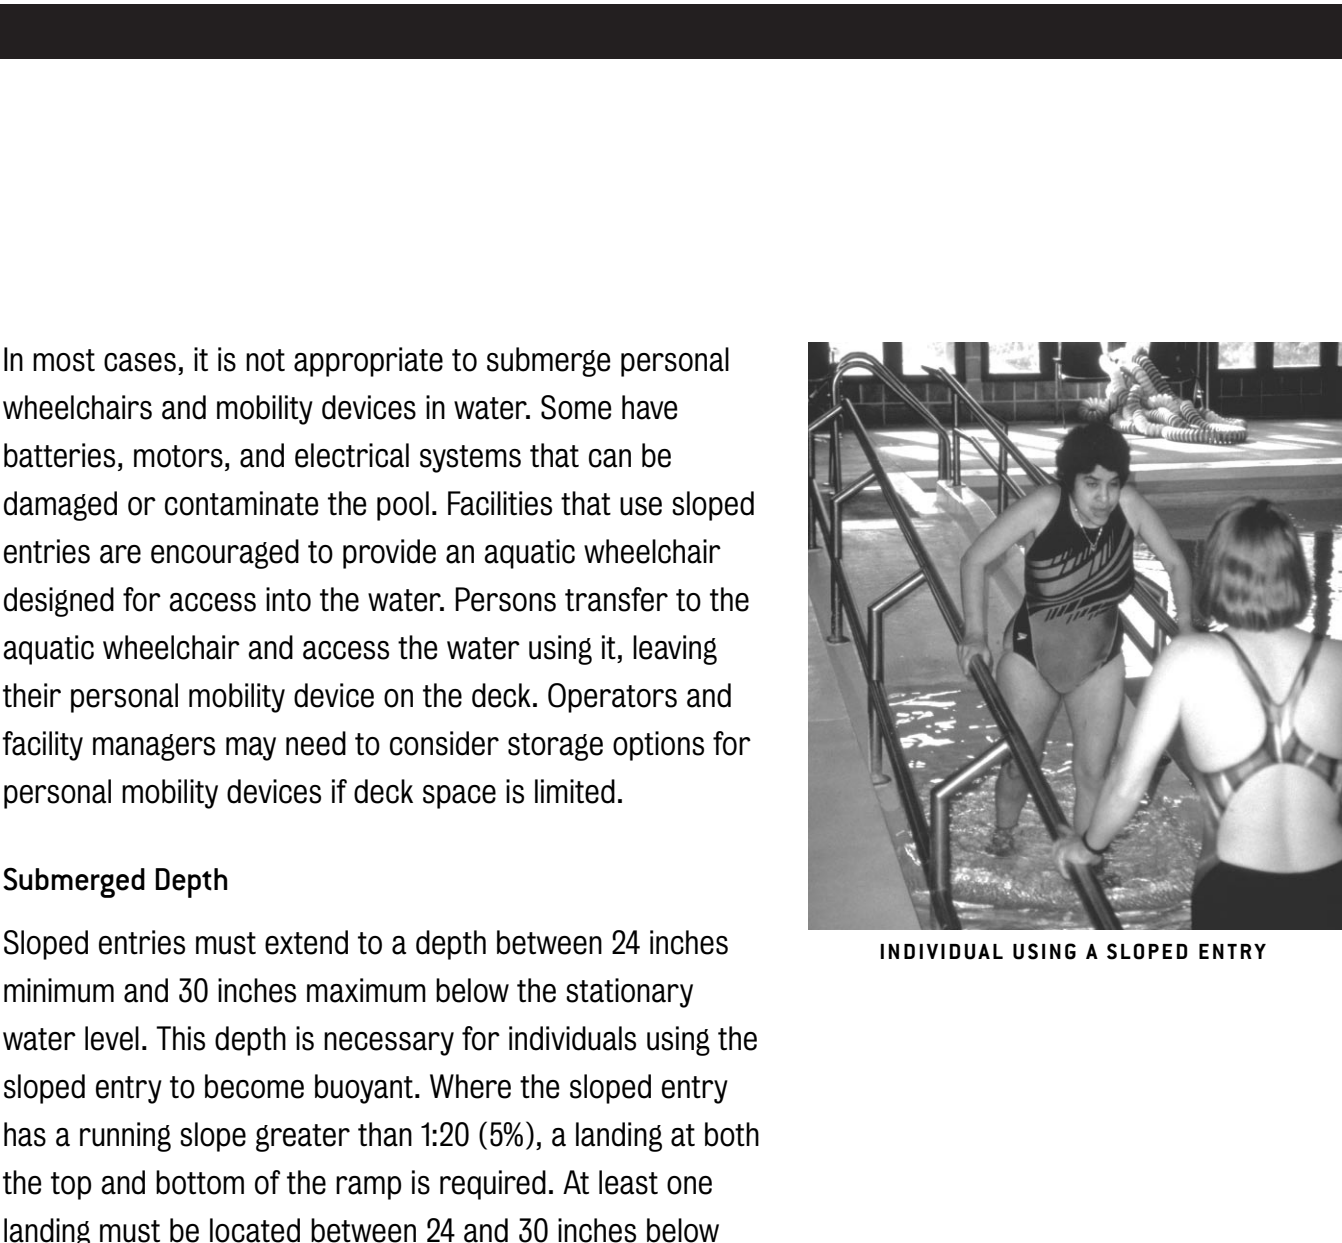 In most cases, it is not appropriate to submerge personal
wheelchairs and mobility devices in water. Some have
batteries, motors, and electrical systems that can be
damaged or contaminate the pool. Facilities that use sloped
entries are encouraged to provide an aquatic wheelchair
designed for access into the water. Persons transfer to the
aquatic wheelchair and access the water using it, leaving
their personal mobility device on the deck. Operators and
facility managers may need to consider storage options for
personal mobility devices if deck space is limited.
Submerged Depth
Sloped entries must extend to a depth between 24 inches
minimum and 30 inches maximum below the stationary
water level. This depth is necessary for individuals using the
sloped entry to become buoyant. Where the sloped entry
has a running slope greater than 1:20 (5%), a landing at both
the top and bottom of the ramp is required. At least one
landing must be located between 24 and 30 inches below
INDIVIDUAL USING A SLOPED ENTRY